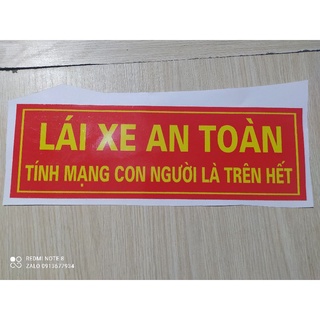 LÁI XE AN TOÀN
TÍNH MẠNG CON NGƯỜI LÀ TRÊN HẾT
REDMI NOTE 8
ZALO 0913677934